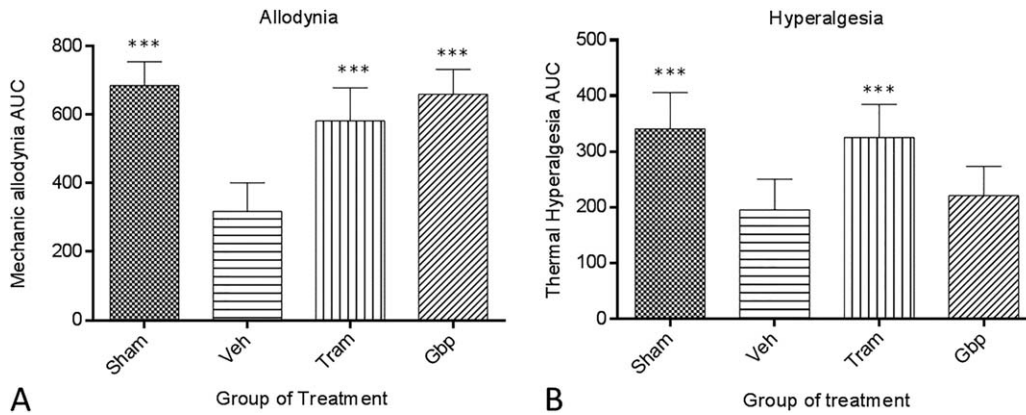 Allodynia
Mechanic allodynia AUC
800
600
400
200
0
***
***
***
Sham
Veh
Tram
Gbp
Group of Treatment
A
Hyperalgesia
Thermal Hyperalgesia AUC
500
400
300
200
100
0
***
***
Sham
Veh
Tram
Gbp
Group of treatment
B